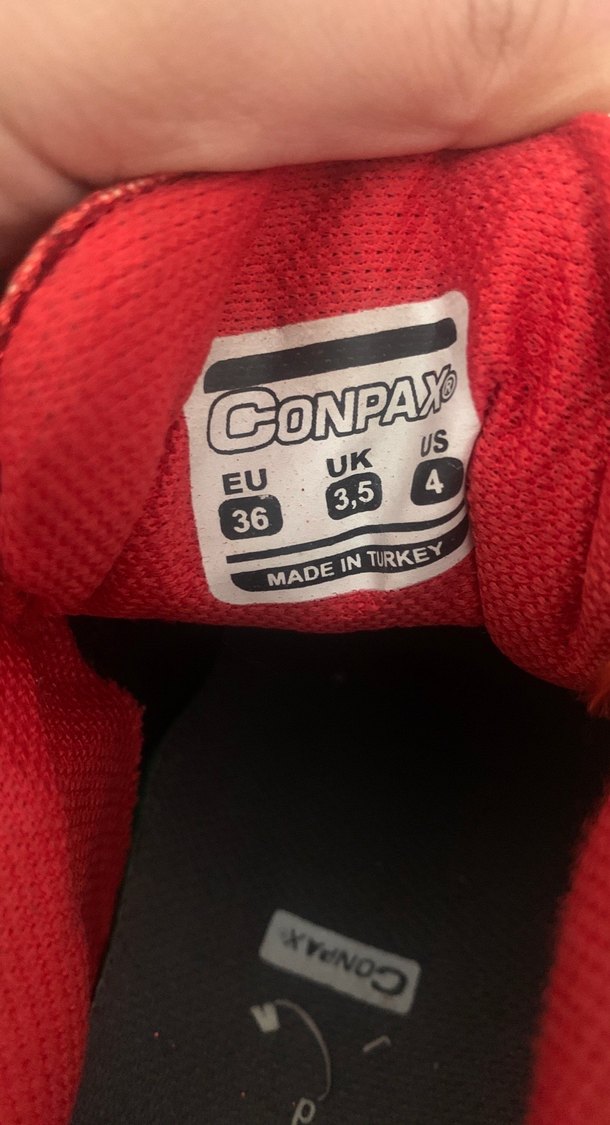 CONPAX®
EU UK US
36 3,5 4
MADE IN TURKEY
CONPAX®